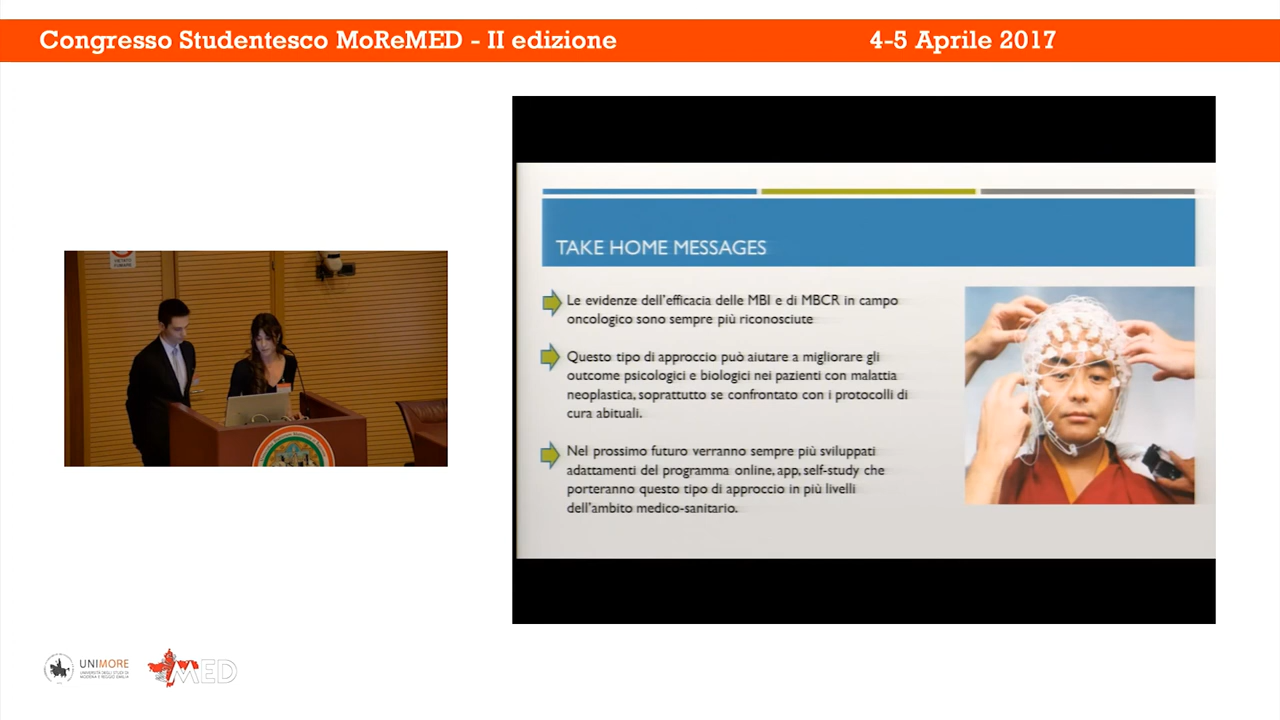 Congresso Studentesco MoReMED - II edizione
4-5 Aprile 2017
TAKE HOME MESSAGES
Le evidenze dell'efficacia delle MBI e di MBCR in campo
oncologico sono sempre più riconosciute
Questo tipo di approccio può aiutare a migliorare gli
outcome psicologici e biologici nei pazienti con malattia
neoplastica, soprattutto se confrontato con i protocolli di
cura abituali.
Nel prossimo futuro verranno sempre più sviluppati
adattamenti del programma online, app, self-study che
porteranno questo tipo di approccio in più livelli
dell'ambito medico-sanitario.
UNIMORE
UNIVERSITÀ DEGLI STUDI DI
MODENA E REGGIO EMILIA
MED